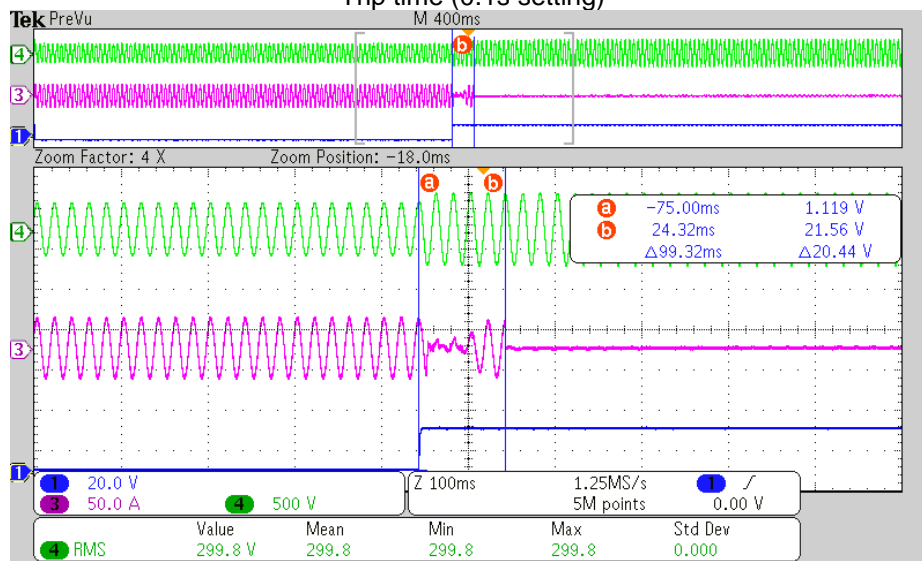 Trip time (0.1s setting)
Tek PreVu M 400ms
4
b
3
1
Zoom Factor: 4 X Zoom Position: -18.0ms
a b
a -75.00ms 1.119 V
4 b 24.32ms 21.56 V
△99.32ms △20.44 V
3
1
1 20.0 V Z 100ms 1.25MS/s 1
3 50.0 A 4 500 V 5M points 0.00 V
Value Mean Min Max Std Dev
4 RMS 299.8 V 299.8 299.8 299.8 0.000